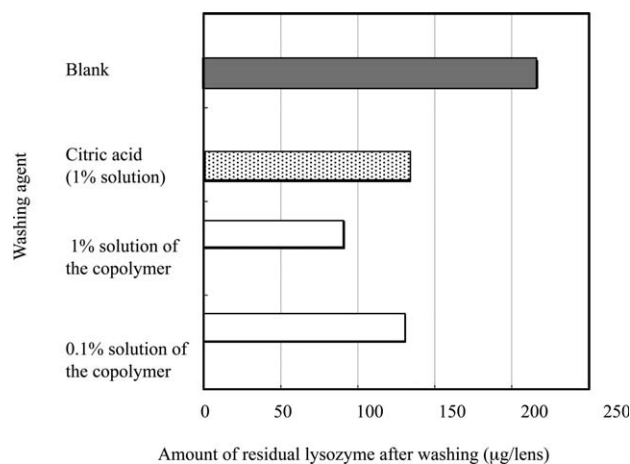 Washing agent
Blank
Citric acid
(1% solution)
1% solution of
the copolymer
0.1% solution of
the copolymer
0 50 100 150 200 250
Amount of residual lysozyme after washing (μg/lens)